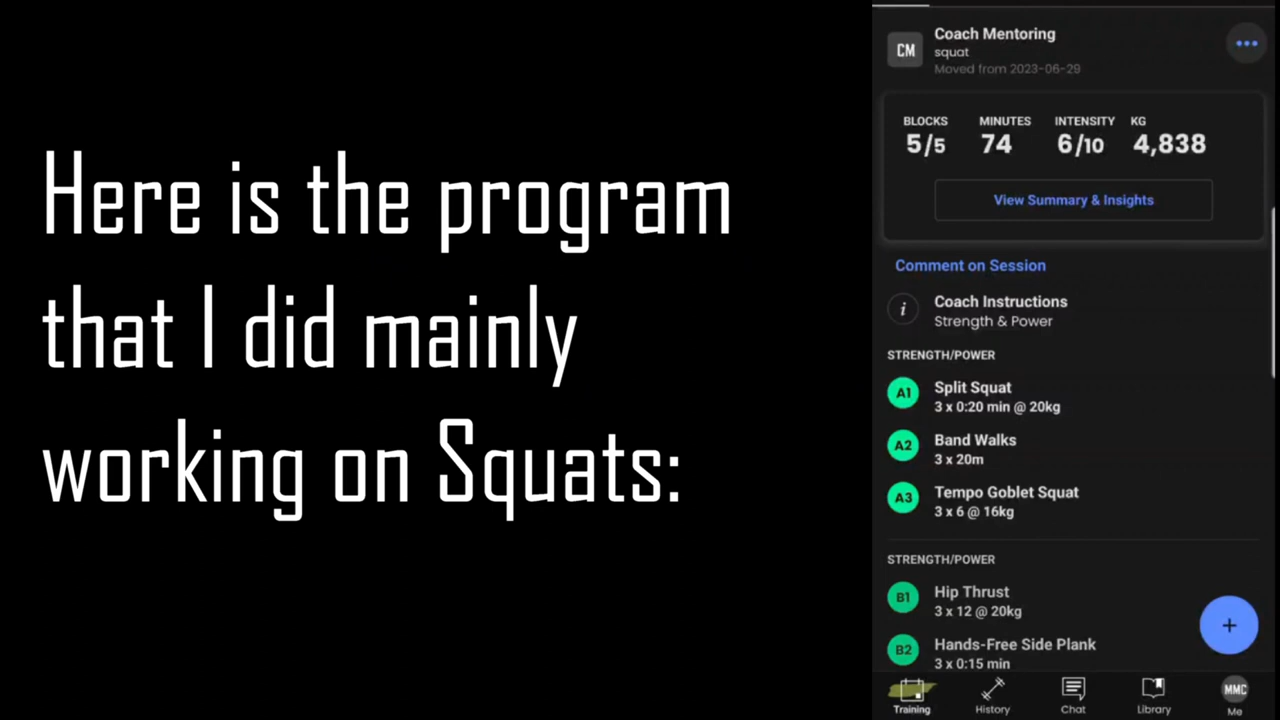 Here is the program
that I did mainly
working on Squats:
CM
Coach Mentoring
squat
Moved from 2023-06-29
BLOCKS MINUTES INTENSITY KG
5/5 74 6/10 4,838
View Summary & Insights
Comment on Session
i
Coach Instructions
Strength & Power
STRENGTH/POWER
A1
Split Squat
3 x 0:20 min @ 20kg
A2
Band Walks
3 x 20m
A3
Tempo Goblet Squat
3 x 6 @ 16kg
STRENGTH/POWER
B1
Hip Thrust
3 x 12 @ 20kg
B2
Hands-Free Side Plank
3 x 0:15 min
+
MMC
Training History Chat Library Me